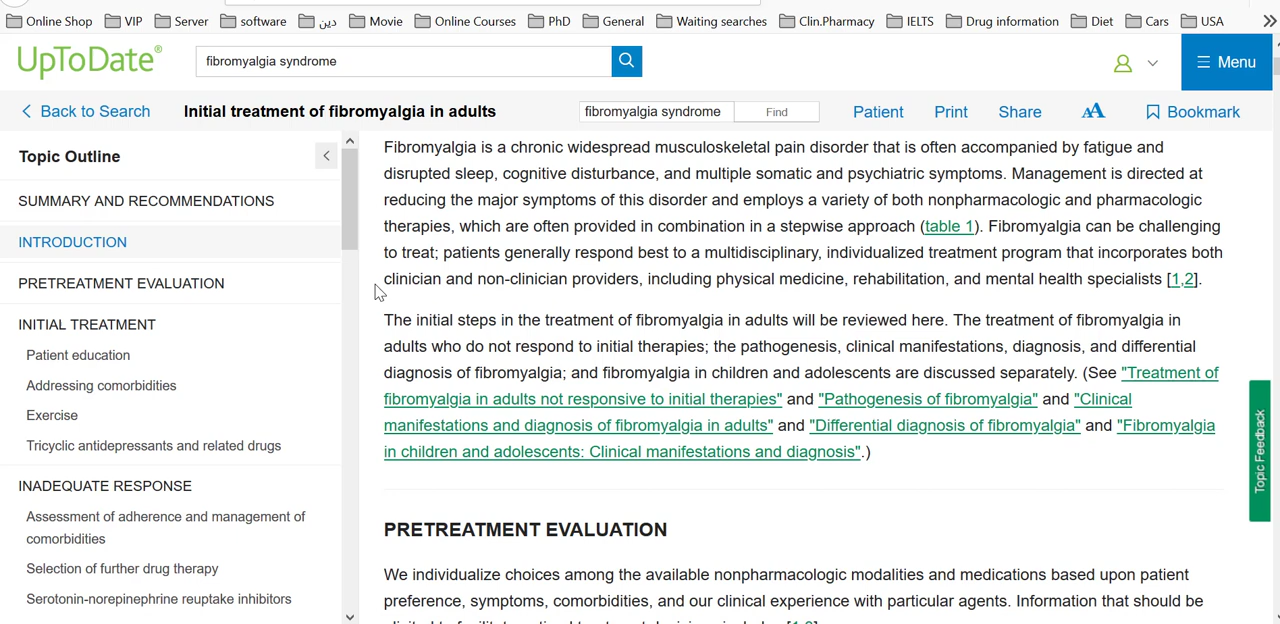 Online Shop VIP Server software دین Movie Online Courses PhD General Waiting searches Clin.Pharmacy IELTS Drug information Diet Cars USA
UpToDate®
fibromyalgia syndrome
Menu
Back to Search
Initial treatment of fibromyalgia in adults
fibromyalgia syndrome Find
Patient Print Share AA Bookmark
Topic Outline
SUMMARY AND RECOMMENDATIONS
INTRODUCTION
PRETREATMENT EVALUATION
INITIAL TREATMENT
Patient education
Addressing comorbidities
Exercise
Tricyclic antidepressants and related drugs
INADEQUATE RESPONSE
Assessment of adherence and management of
comorbidities
Selection of further drug therapy
Serotonin-norepinephrine reuptake inhibitors
Fibromyalgia is a chronic widespread musculoskeletal pain disorder that is often accompanied by fatigue and
disrupted sleep, cognitive disturbance, and multiple somatic and psychiatric symptoms. Management is directed at
reducing the major symptoms of this disorder and employs a variety of both nonpharmacologic and pharmacologic
therapies, which are often provided in combination in a stepwise approach (table 1). Fibromyalgia can be challenging
to treat; patients generally respond best to a multidisciplinary, individualized treatment program that incorporates both
clinician and non-clinician providers, including physical medicine, rehabilitation, and mental health specialists [1,2].
The initial steps in the treatment of fibromyalgia in adults will be reviewed here. The treatment of fibromyalgia in
adults who do not respond to initial therapies; the pathogenesis, clinical manifestations, diagnosis, and differential
diagnosis of fibromyalgia; and fibromyalgia in children and adolescents are discussed separately. (See "Treatment of
fibromyalgia in adults not responsive to initial therapies" and "Pathogenesis of fibromyalgia" and "Clinical
manifestations and diagnosis of fibromyalgia in adults" and "Differential diagnosis of fibromyalgia" and "Fibromyalgia
in children and adolescents: Clinical manifestations and diagnosis".)
PRETREATMENT EVALUATION
We individualize choices among the available nonpharmacologic modalities and medications based upon patient
preference, symptoms, comorbidities, and our clinical experience with particular agents. Information that should be
Topic Feedback